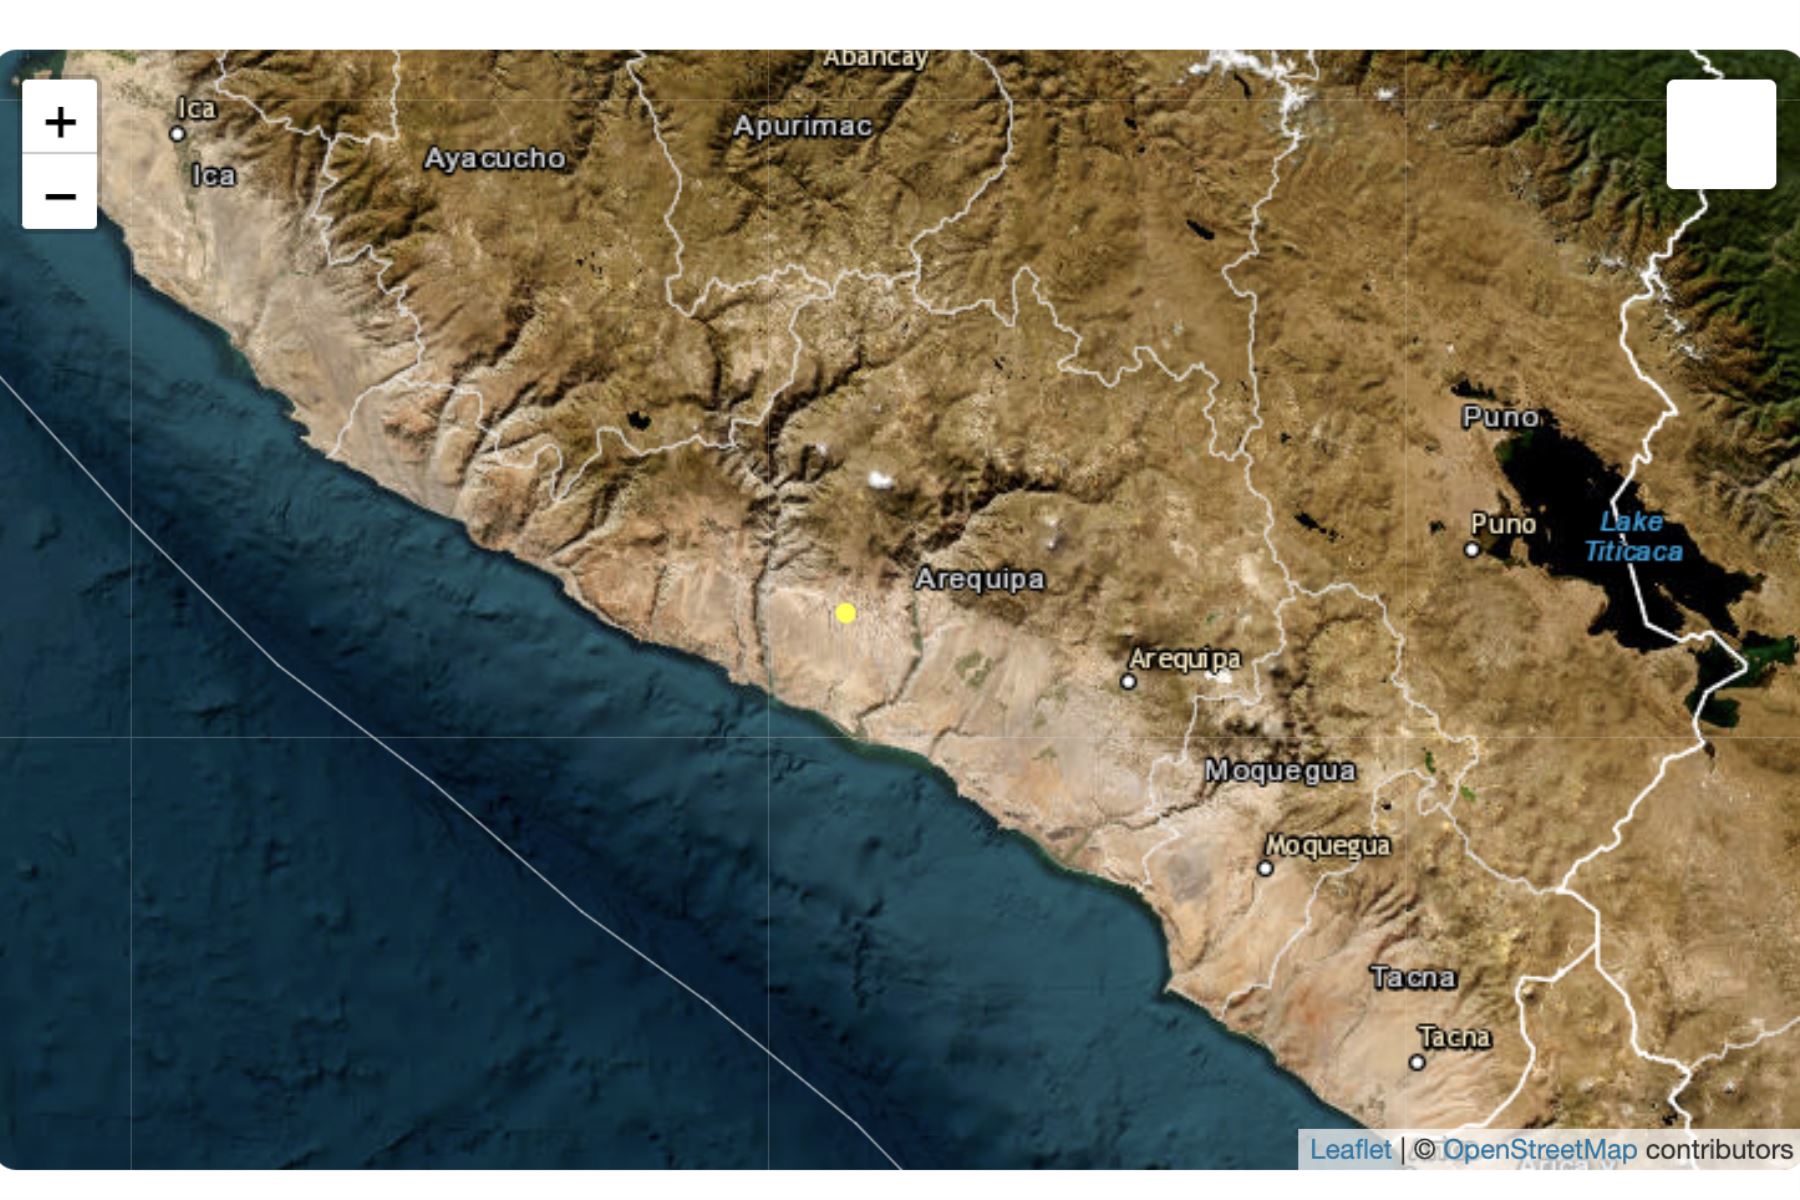 Abancay
+
Ica
Apurimac
Ayacucho
Ica
−
Puno
Puno
Lake
Titicaca
Arequipa
Arequipa
Moquegua
Moquegua
Tacna
Tacna
Leaflet | © OpenStreetMap contributors